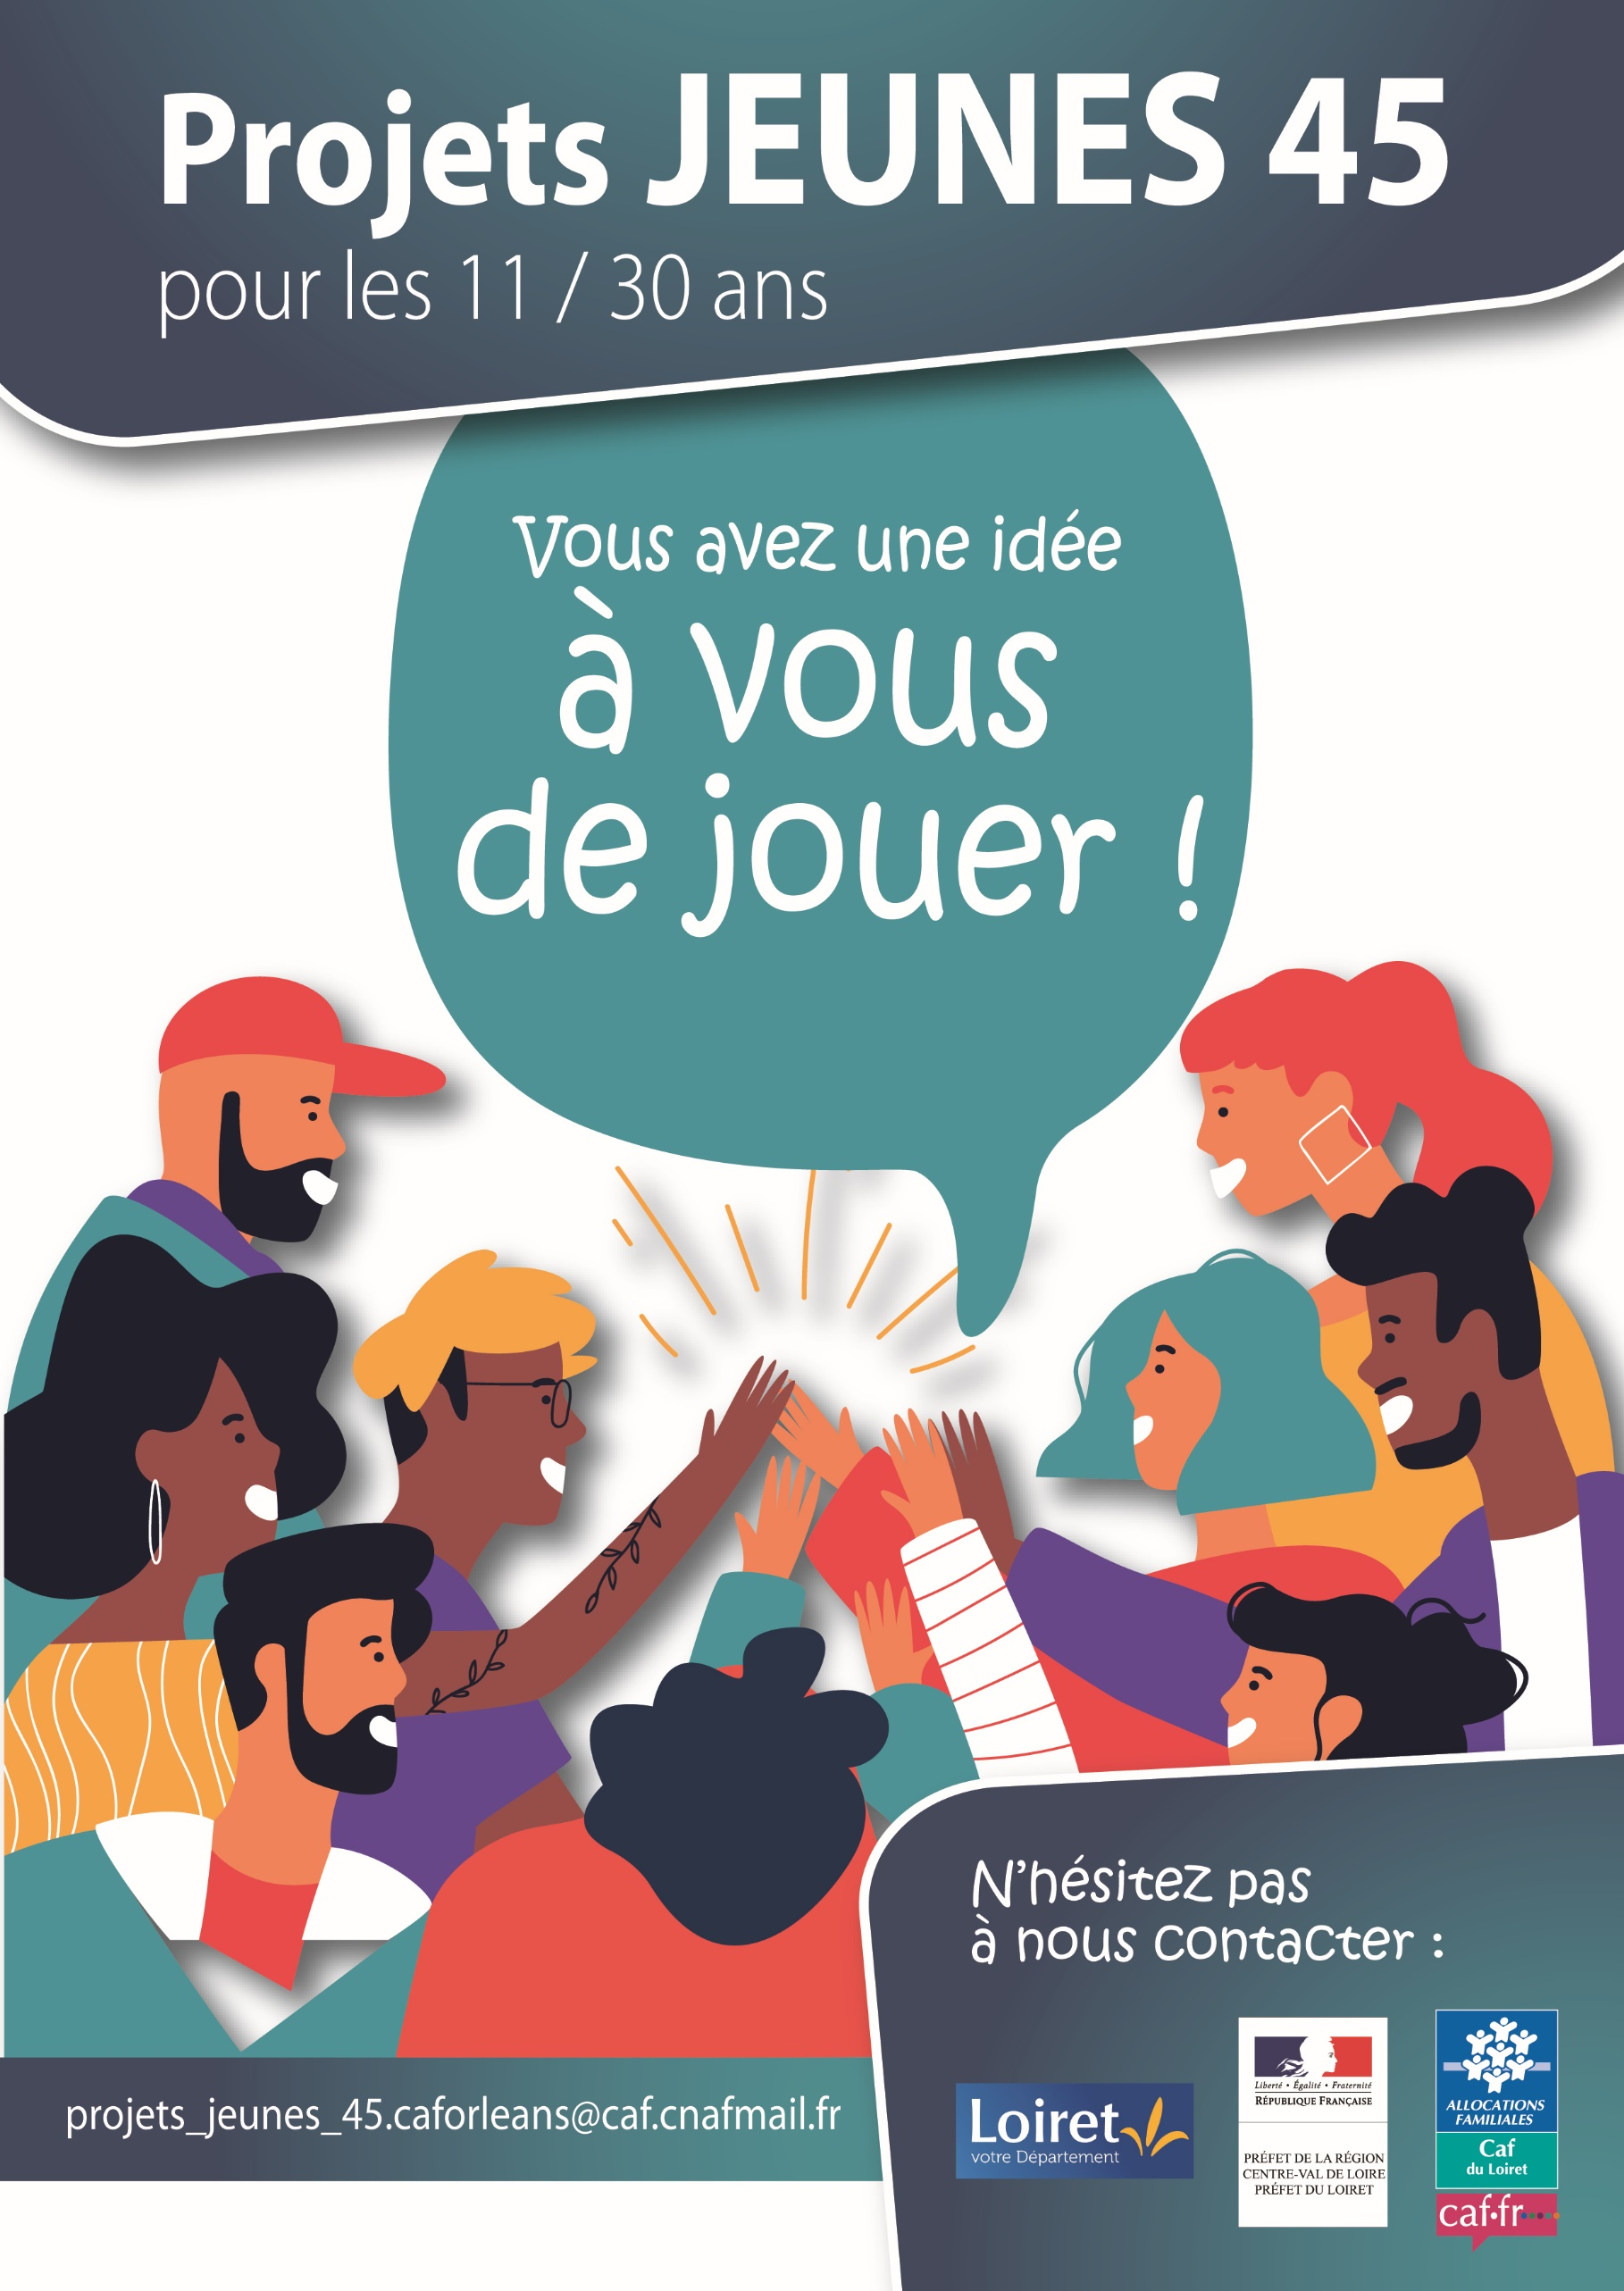 Projets JEUNES 45
pour les 11 / 30 ans
Vous avez une idée
à vous
de jouer !
N'hésitez pas
à nous contacter :
projets_jeunes_45.caforleans@caf.cnafmail.fr
Loiret
votre Département
Liberté • Égalité • Fraternité
RÉPUBLIQUE FRANÇAISE
PRÉFET DE LA RÉGION
CENTRE-VAL DE LOIRE
PRÉFET DU LOIRET
ALLOCATIONS
FAMILIALES
Caf
du Loiret
caf•fr